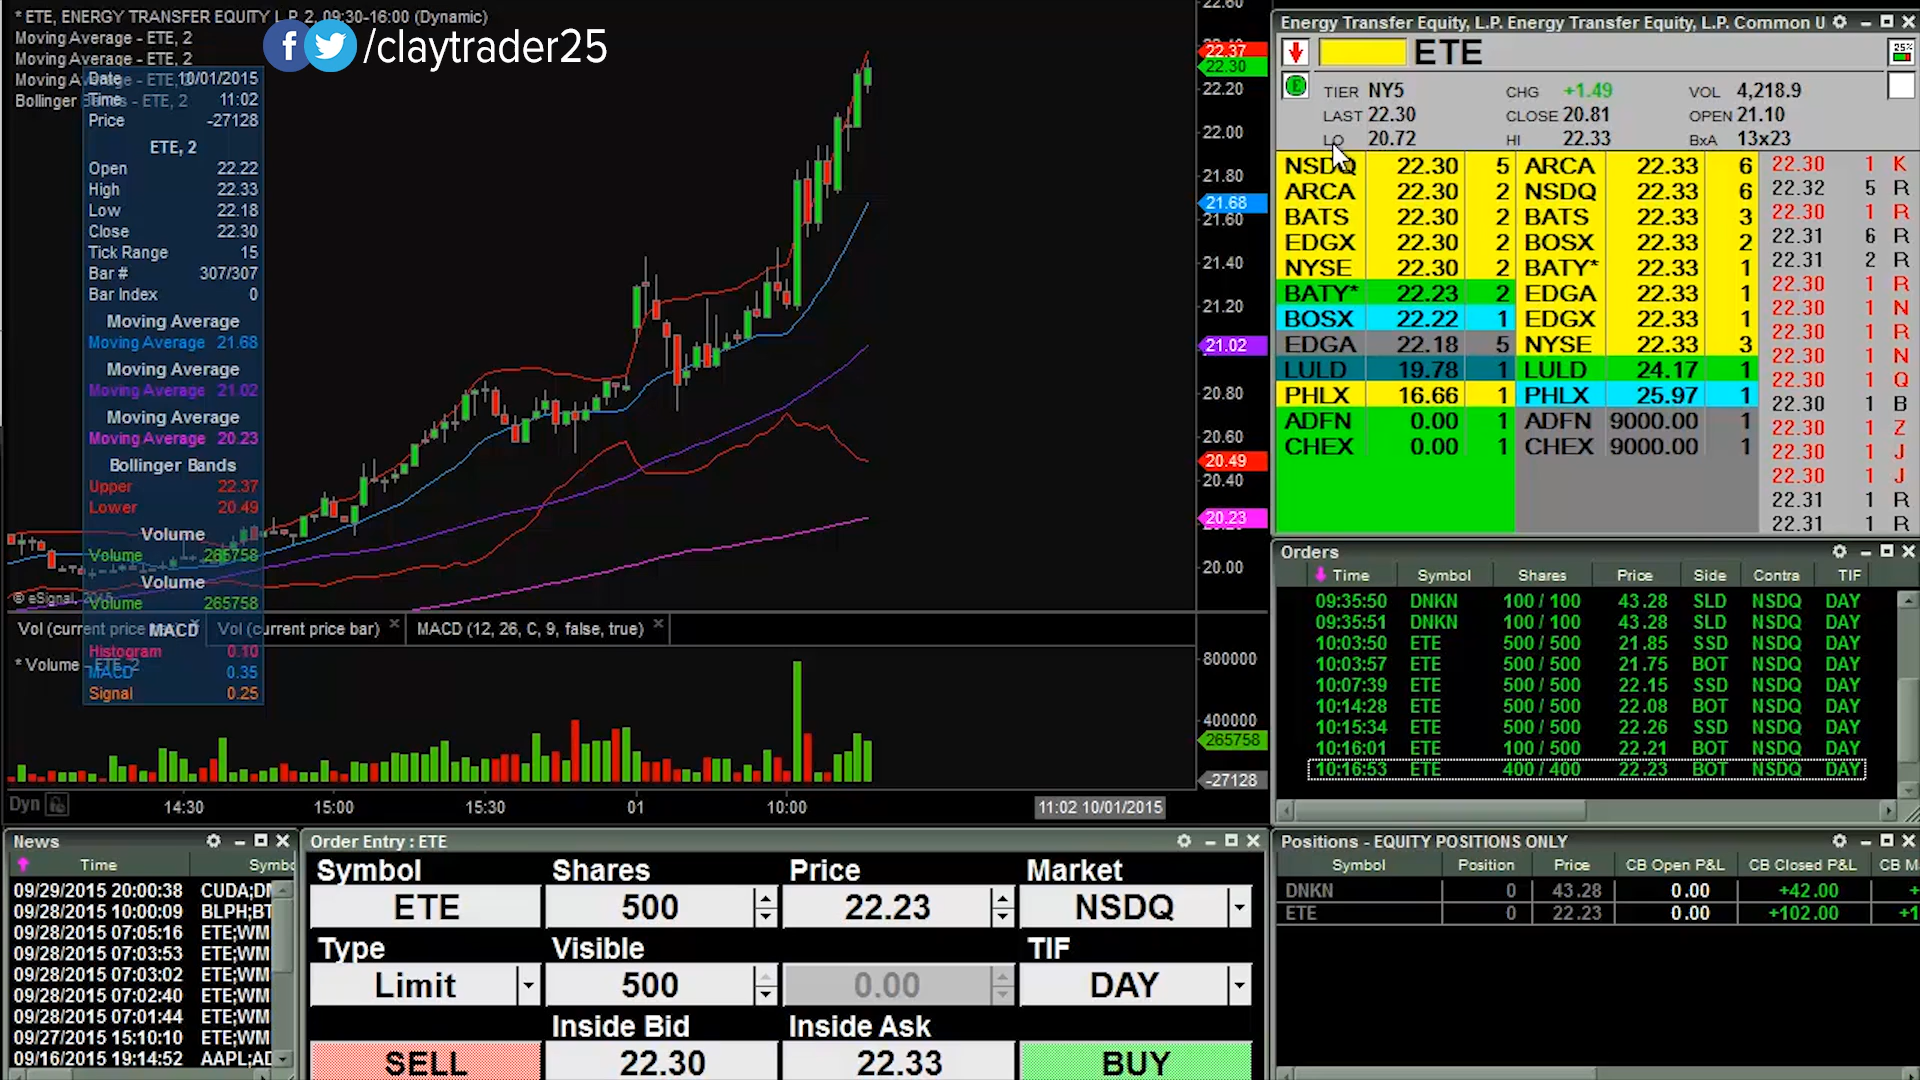 * ETE, ENERGY TRANSFER EQUITY L.P. 2, 09:30-16:00 (Dynamic)
Moving Average - ETE, 2
Moving Average - ETE, 2
Moving Average - ETE, 2
Bollinger Bands - ETE, 2
/claytrader25
Date 10/01/2015
Time 11:02
Price -27128
ETE, 2
Open 22.22
High 22.33
Low 22.18
Close 22.30
Tick Range 15
Bar # 307/307
Bar Index 0
Moving Average
Moving Average 21.68
Moving Average
Moving Average 21.02
Moving Average
Moving Average 20.23
Bollinger Bands
Upper 22.37
Lower 20.49
Volume
Volume 265758
Volume
Volume 265758
MACD
Histogram 0.10
MACD 0.35
Signal 0.25
© eSignal, 2015
22.60
22.37
22.30
22.20
22.00
21.80
21.68
21.60
21.40
21.20
21.02
20.80
20.60
20.49
20.40
20.23
20.00
Vol (current price bar) Vol (current price bar) MACD (12, 26, C, 9, false, true)
* Volume - ETE, 2
800000
400000
265758
-27128
Dyn 14:30 15:00 15:30 01 10:00 11:02 10/01/2015
Energy Transfer Equity, L.P. Energy Transfer Equity, L.P. Common U
ETE
25%
TIER NY5 CHG +1.49 VOL 4,218.9
LAST 22.30 CLOSE 20.81 OPEN 21.10
LO 20.72 HI 22.33 BxA 13x23
NSDQ 22.30 5 ARCA 22.33 6
ARCA 22.30 2 NSDQ 22.33 6
BATS 22.30 2 BATS 22.33 3
EDGX 22.30 2 BOSX 22.33 2
NYSE 22.30 2 BATY* 22.33 1
BATY* 22.23 2 EDGA 22.33 1
BOSX 22.22 1 EDGX 22.33 1
EDGA 22.18 5 NYSE 22.33 3
LULD 19.78 1 LULD 24.17 1
PHLX 16.66 1 PHLX 25.97 1
ADFN 0.00 1 ADFN 9000.00 1
CHEX 0.00 1 CHEX 9000.00 1
22.30 1 K
22.32 5 R
22.30 1 R
22.31 6 R
22.31 2 R
22.30 1 R
22.30 1 N
22.30 1 R
22.30 1 N
22.30 1 Q
22.30 1 B
22.30 1 Z
22.30 1 J
22.30 1 J
22.31 1 R
22.31 1 R
Orders
Time Symbol Shares Price Side Contra TIF
09:35:50 DNKN 100 / 100 43.28 SLD NSDQ DAY
09:35:51 DNKN 100 / 100 43.28 SLD NSDQ DAY
10:03:50 ETE 500 / 500 21.85 SSD NSDQ DAY
10:03:57 ETE 500 / 500 21.75 BOT NSDQ DAY
10:07:39 ETE 500 / 500 22.15 SSD NSDQ DAY
10:14:28 ETE 500 / 500 22.08 BOT NSDQ DAY
10:15:34 ETE 500 / 500 22.26 SSD NSDQ DAY
10:16:01 ETE 100 / 500 22.21 BOT NSDQ DAY
10:16:53 ETE 400 / 400 22.23 BOT NSDQ DAY
News
Time Symbo
09/29/2015 20:00:38 CUDA;DN
09/28/2015 10:00:09 BLPH;BT
09/28/2015 07:05:16 ETE;WM
09/28/2015 07:03:53 ETE;WM
09/28/2015 07:03:02 ETE;WM
09/28/2015 07:02:40 ETE;WM
09/28/2015 07:01:44 ETE;WM
09/27/2015 15:10:10 ETE;WM
09/16/2015 19:14:52 AAPL;AD
Order Entry : ETE
Symbol Shares Price Market
ETE 500 22.23 NSDQ
Type Visible TIF
Limit 500 0.00 DAY
Inside Bid Inside Ask
SELL 22.30 22.33 BUY
Positions - EQUITY POSITIONS ONLY
Symbol Position Price CB Open P&L CB Closed P&L CB M
DNKN 0 43.28 0.00 +42.00 +
ETE 0 22.23 0.00 +102.00 +1